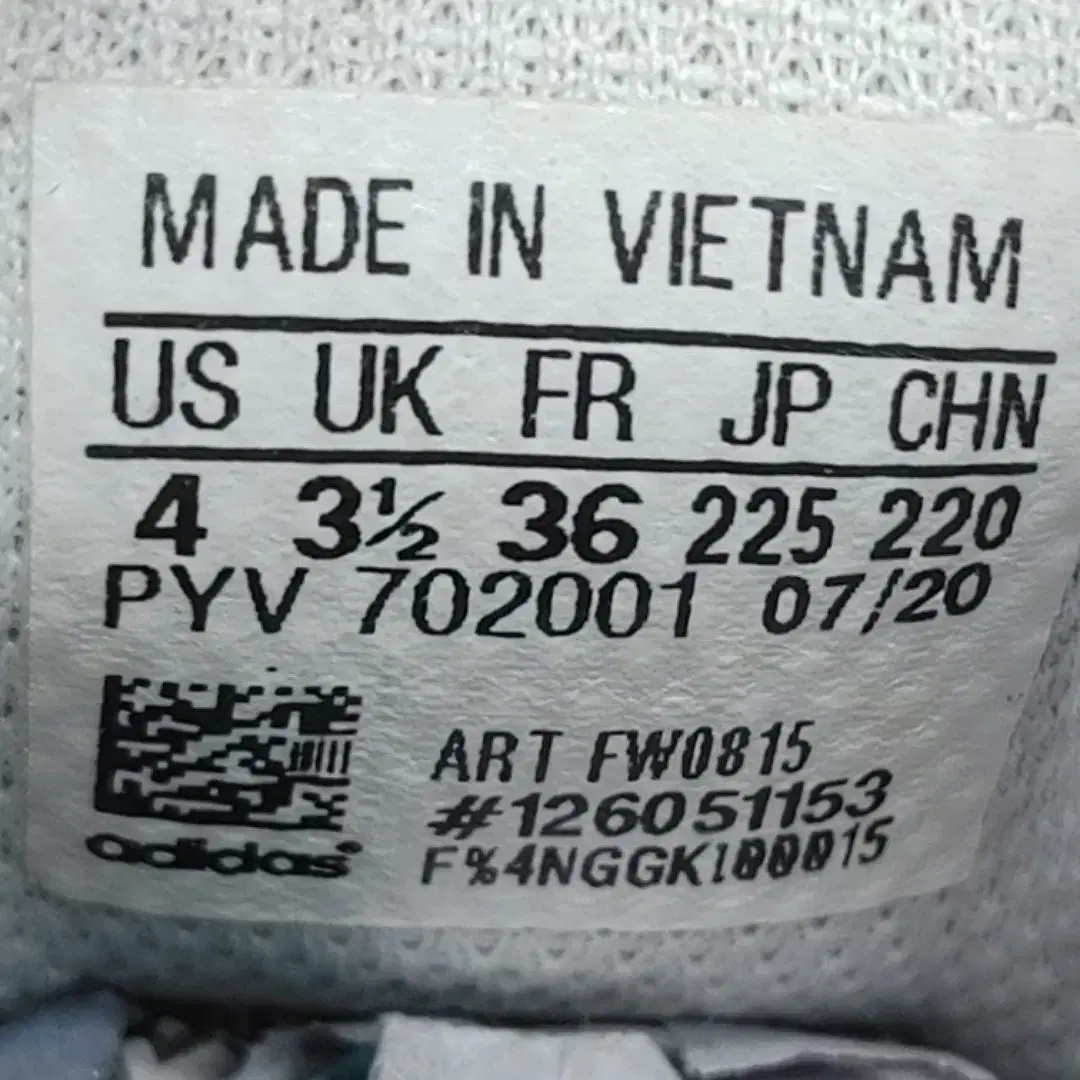 MADE IN VIETNAM
US UK FR JP CHN
4 3½ 36 225 220
PYV 702001 07/20
ART FW0815
#126051153
adidas
F%4NGGK100015